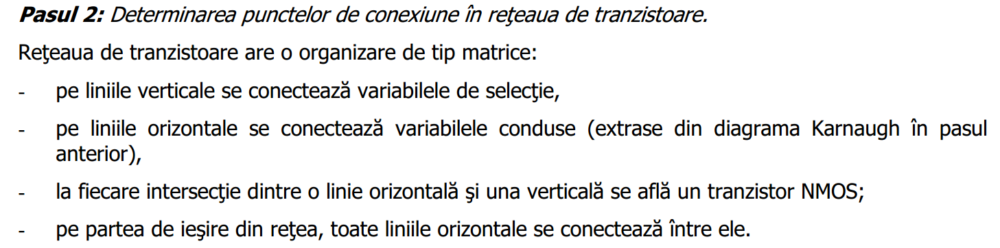 Pasul 2: Determinarea punctelor de conexiune în reţeaua de tranzistoare.
Reţeaua de tranzistoare are o organizare de tip matrice:
- pe liniile verticale se conectează variabilele de selecţie,
- pe liniile orizontale se conectează variabilele conduse (extrase din diagrama Karnaugh în pasul
anterior),
- la fiecare intersecţie dintre o linie orizontală şi una verticală se află un tranzistor NMOS;
- pe partea de ieşire din reţea, toate liniile orizontale se conectează între ele.